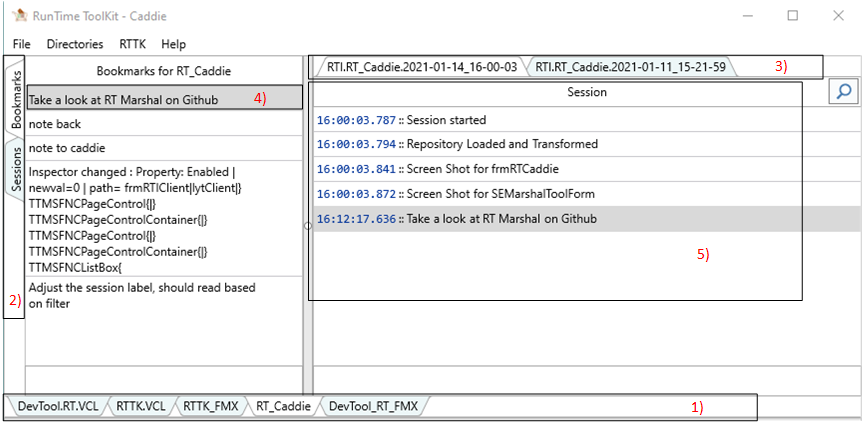 RunTime ToolKit - Caddie
File Directories RTTK Help
Bookmarks
Sessions
2)
Bookmarks for RT_Caddie
Take a look at RT Marshal on Github 4)
note back
note to caddie
Inspector changed : Property: Enabled |
newval=0 | path= frmRTIClient|lytClient|}
TTMSFNCPageControl{|}
TTMSFNCPageControlContainer{|}
TTMSFNCPageControl{|}
TTMSFNCPageControlContainer{|}
TTMSFNCListBox{
Adjust the session label, should read based
on filter
RTI.RT_Caddie.2021-01-14_16-00-03 RTI.RT_Caddie.2021-01-11_15-21-59 3)
Session
16:00:03.787 :: Session started
16:00:03.794 :: Repository Loaded and Transformed
16:00:03.841 :: Screen Shot for frmRTCaddie
16:00:03.872 :: Screen Shot for SEMarshalToolForm
16:12:17.636 :: Take a look at RT Marshal on Github
5)
DevTool.RT.VCL RTTK.VCL RTTK_FMX RT_Caddie DevTool_RT_FMX 1)